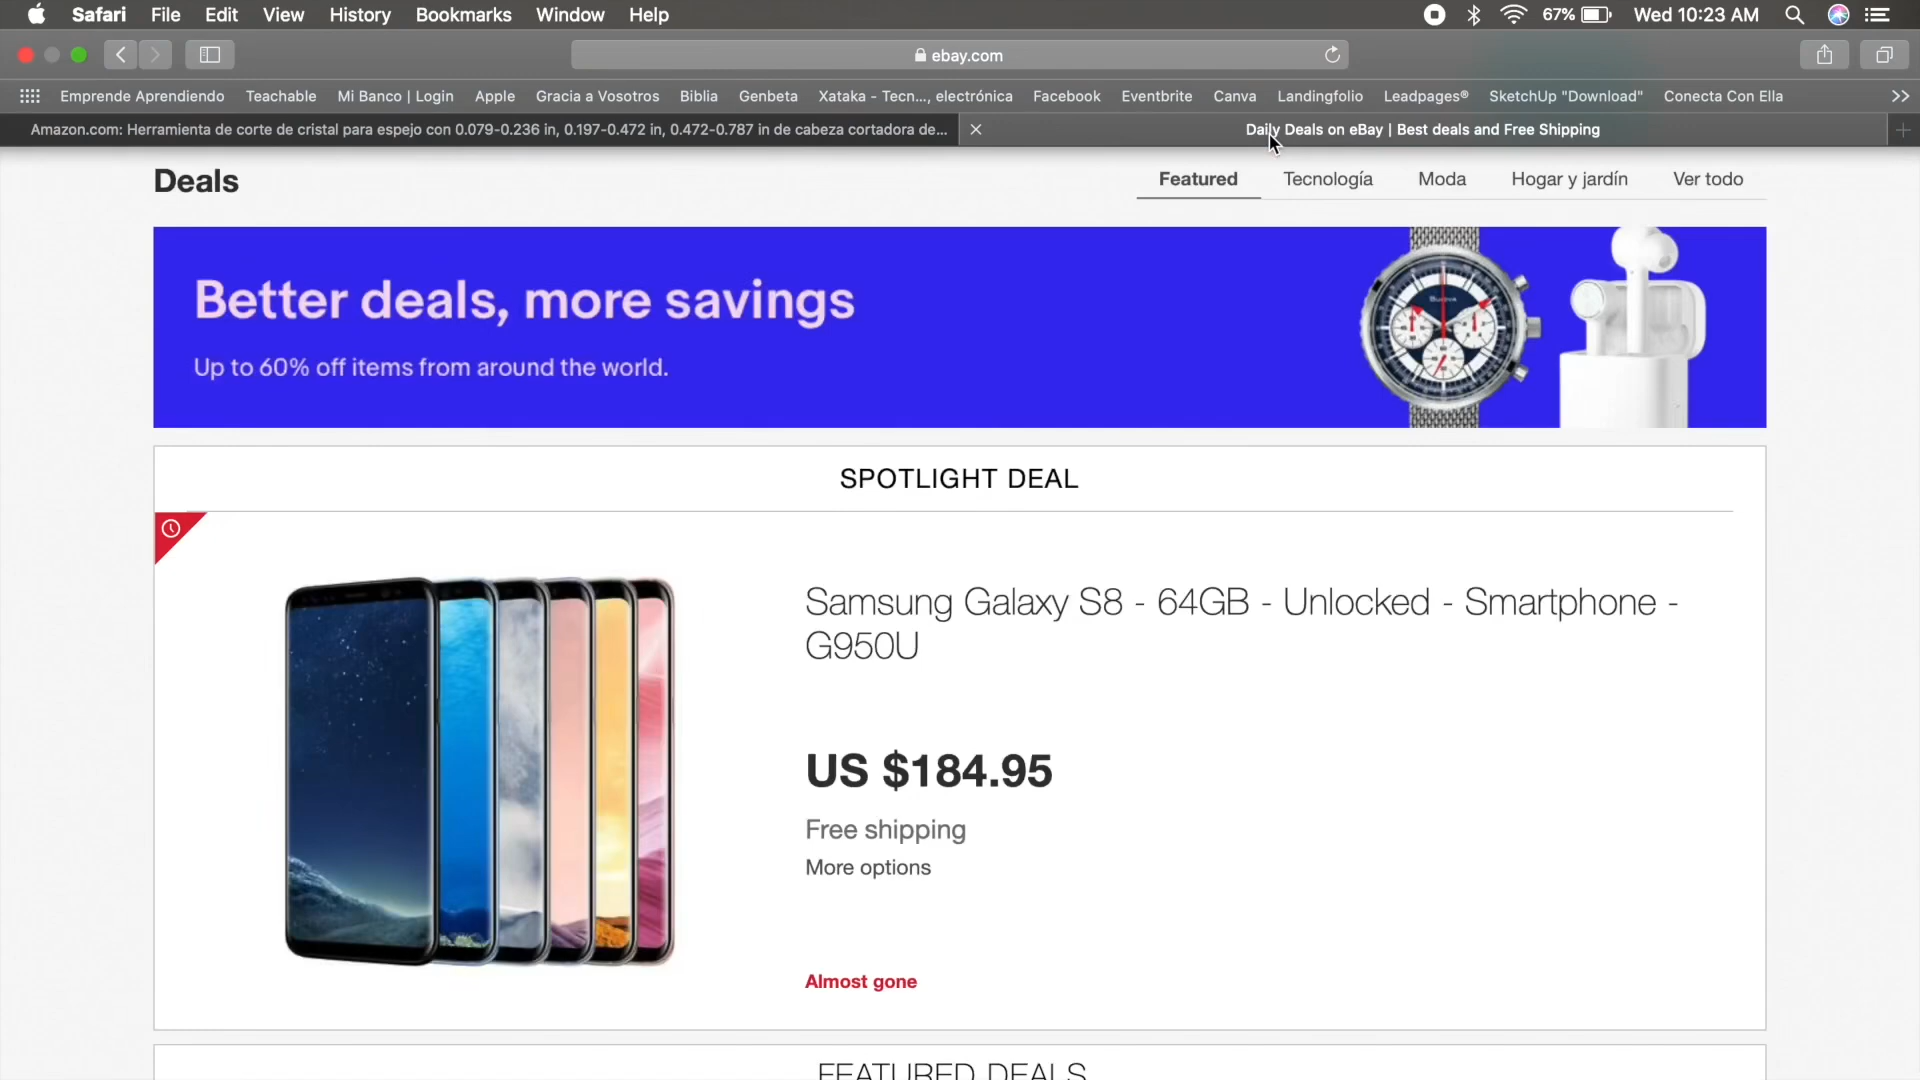 Safari File Edit View History Bookmarks Window Help 67% Wed 10:23 AM
ebay.com
Emprende Aprendiendo Teachable Mi Banco | Login Apple Gracia a Vosotros Biblia Genbeta Xataka - Tecn..., electrónica Facebook Eventbrite Canva Landingfolio Leadpages® SketchUp "Download" Conecta Con Ella
Amazon.com: Herramienta de corte de cristal para espejo con 0.079-0.236 in, 0.197-0.472 in, 0.472-0.787 in de cabeza cortadora de... Daily Deals on eBay | Best deals and Free Shipping
Deals Featured Tecnología Moda Hogar y jardín Ver todo
Better deals, more savings
Up to 60% off items from around the world.
SPOTLIGHT DEAL
Samsung Galaxy S8 - 64GB - Unlocked - Smartphone -
G950U
US $184.95
Free shipping
More options
Almost gone
FEATURED DEALS